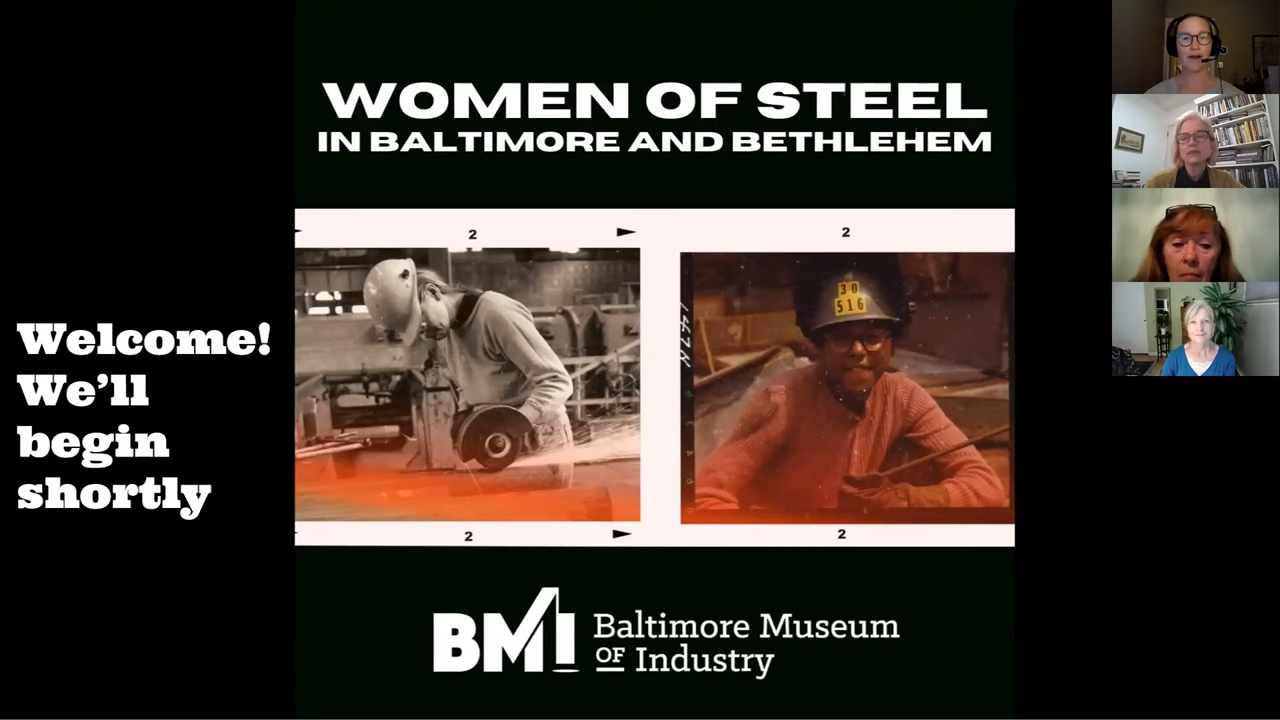 WOMEN OF STEEL
IN BALTIMORE AND BETHLEHEM
2
2
30
516
2
2
Welcome!
We'll
begin
shortly
BMI
Baltimore Museum
OF Industry